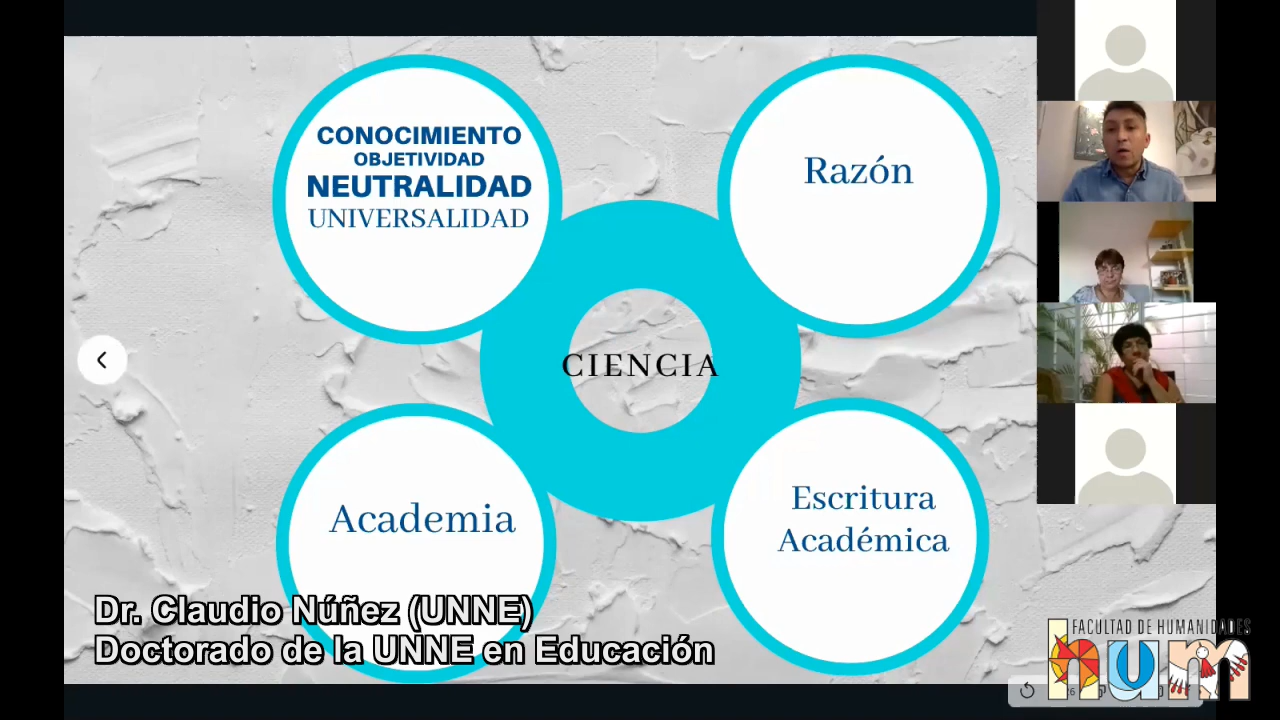 CONOCIMIENTO
OBJETIVIDAD
NEUTRALIDAD
UNIVERSALIDAD
Razón
CIENCIA
Academia
Escritura
Académica
Dr. Claudio Núñez (UNNE)
Doctorado de la UNNE en Educación
FACULTAD DE HUMANIDADES
hum